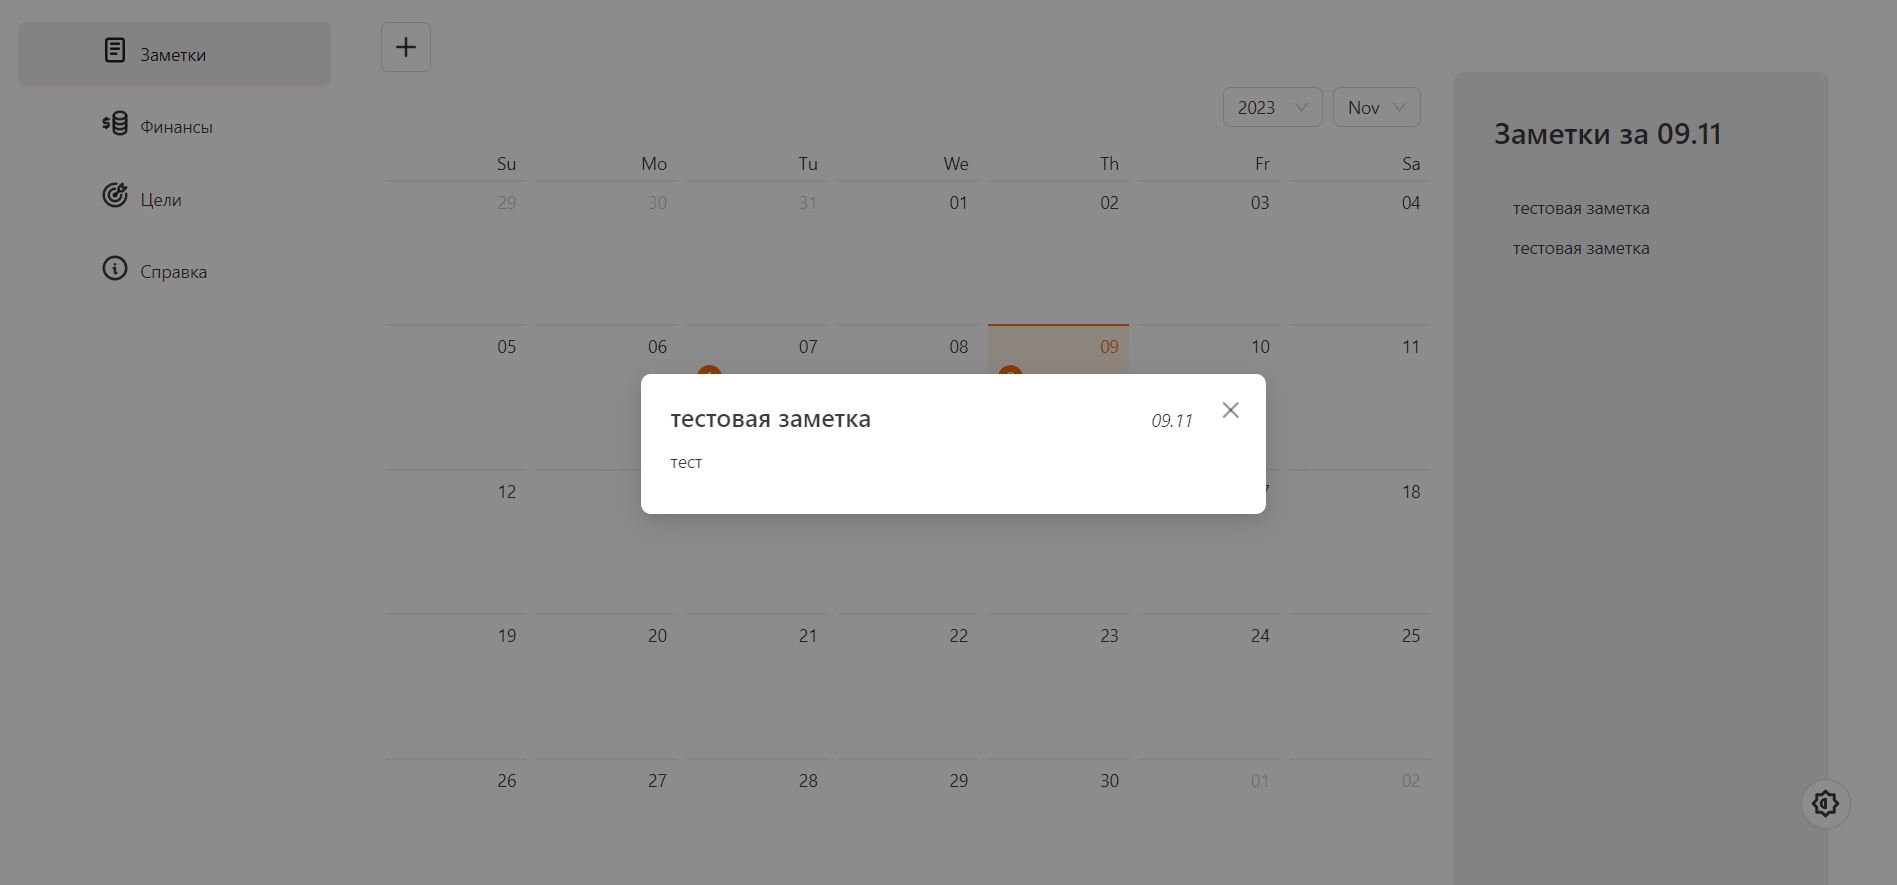 Заметки
Финансы
Цели
Справка
2023
Nov
Su Mo Tu We Th Fr Sa
29 30 31 01 02 03 04
05 06 07 08 09 10 11
12 18
19 20 21 22 23 24 25
26 27 28 29 30 01 02
тестовая заметка
09.11
тест
Заметки за 09.11
тестовая заметка
тестовая заметка